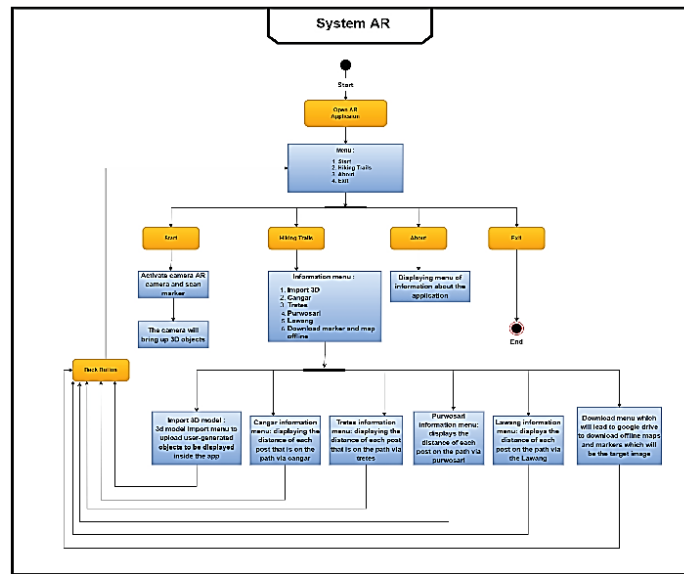 System AR
Start
Open AR
Application
Menu :
1. Start
2. Hiking Trails
3. About
4. Exit
Start
Hiking Trails
About
Exit
Activate camera AR
camera and scan
marker
Information menu :
1. Import 3D
2. Cangar
3. Tretes
4. Purwosari
5. Lawang
6. Download marker and map
offline
Displaying menu of
information about the
application
The camera will
bring up 3D objects
End
Back Button
Import 3D model :
3d model import menu to
upload user-generated
objects to be displayed
inside the app
Cangar information
menu: displaying the
distance of each
post that is on the
path via cangar
Tretes information
menu: displaying the
distance of each post
that is on the path via
tretes
Purwosari
information menu:
displays the
distance of each
post on the path via
purwosari
Lawang information
menu: displays the
distance of each
post on the path via
the Lawang
Download menu which
will lead to google drive
to download offline maps
and markers which will
be the target image